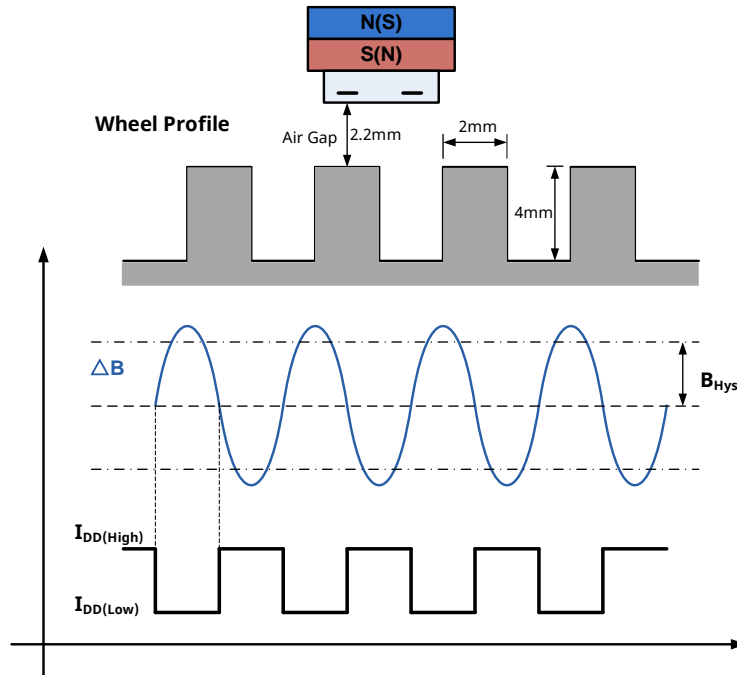 N(S)
S(N)
Wheel Profile
Air Gap
2.2mm
2mm
4mm
△B
BHys
IDD(High)
IDD(Low)